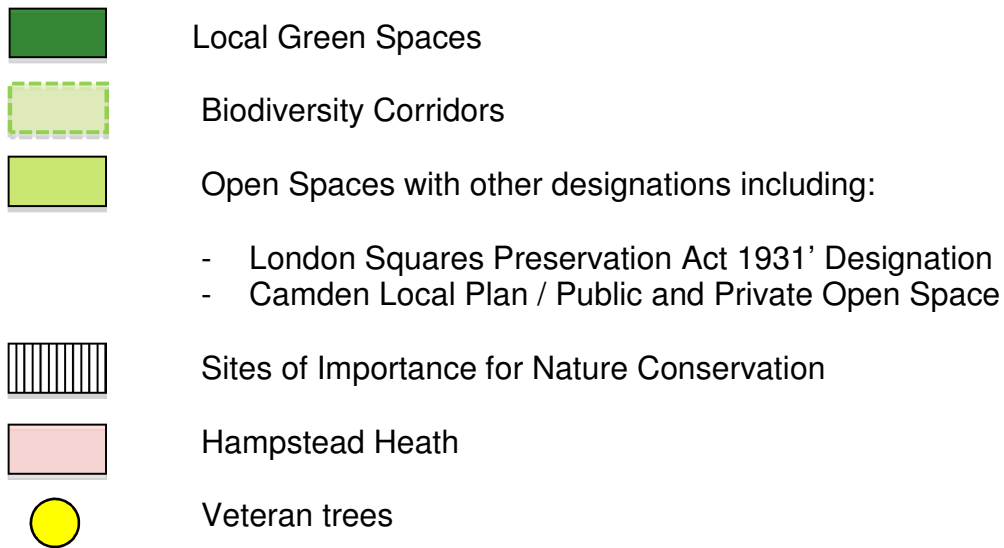 Local Green Spaces
Biodiversity Corridors
Open Spaces with other designations including:
- London Squares Preservation Act 1931’ Designation
- Camden Local Plan / Public and Private Open Space
Sites of Importance for Nature Conservation
Hampstead Heath
Veteran trees